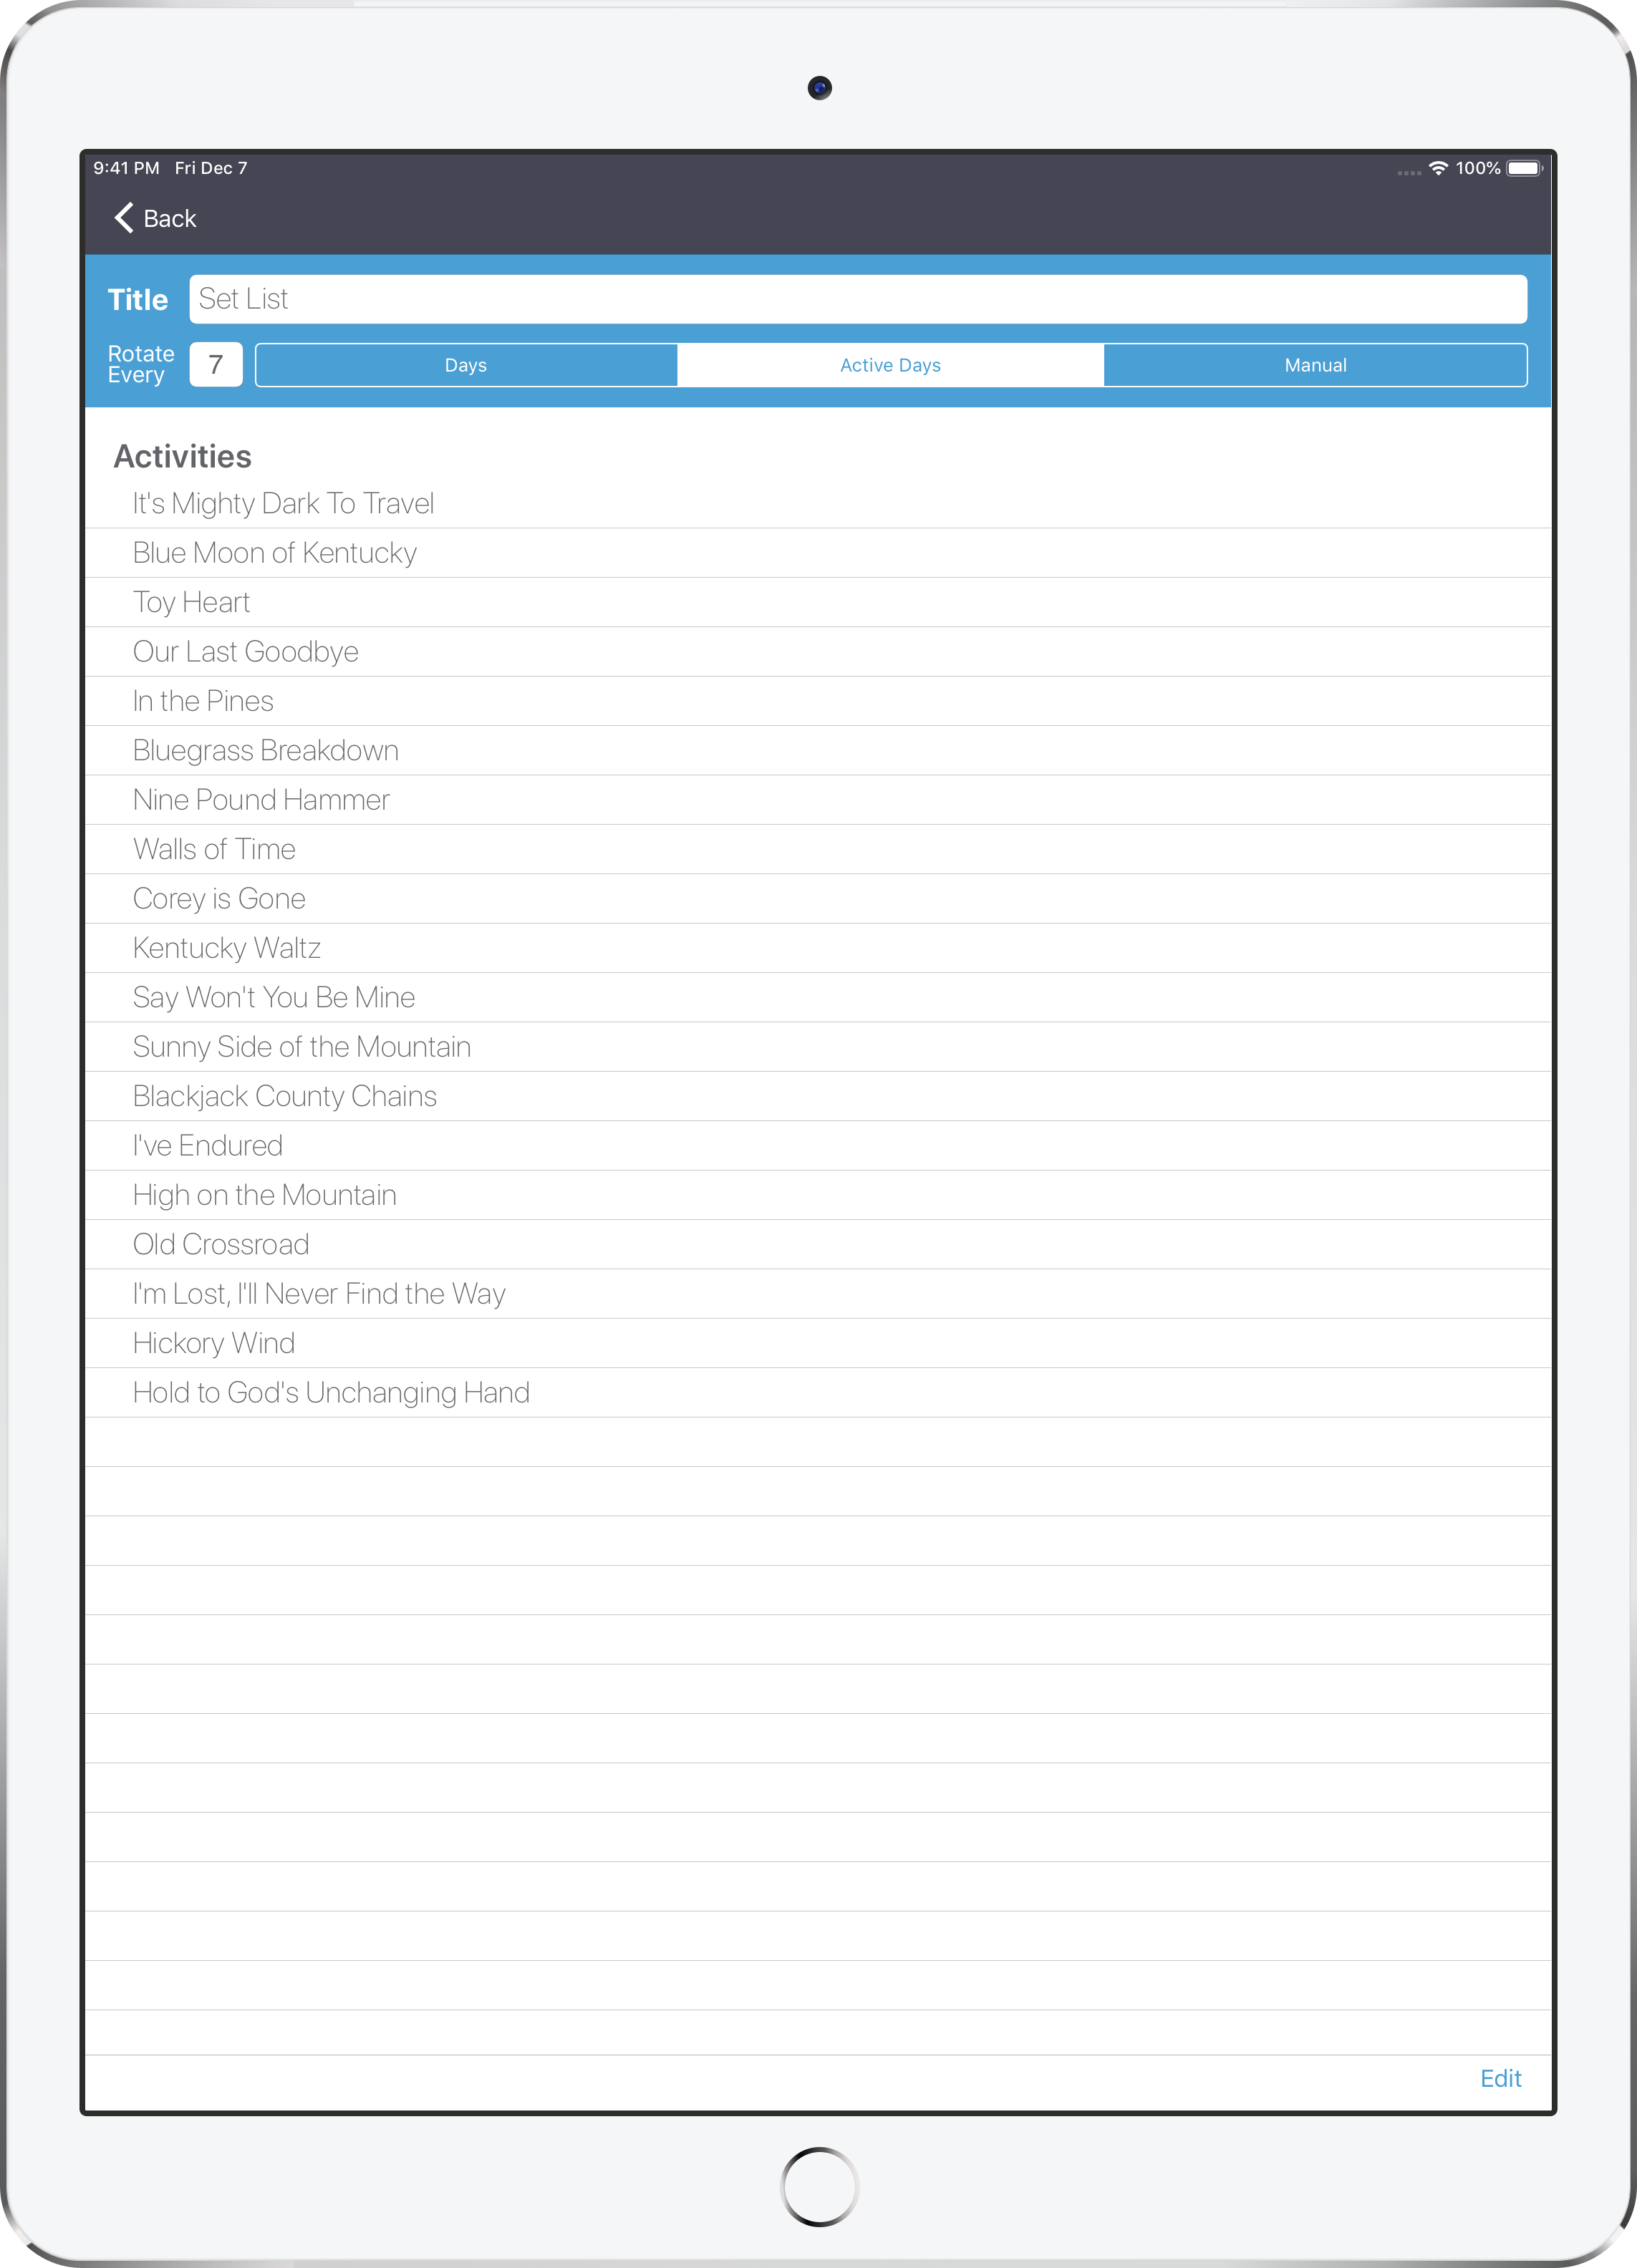 9:41 PM Fri Dec 7 100%
Back
Title Set List
Rotate Every 7 Days Active Days Manual
Activities
It's Mighty Dark To Travel
Blue Moon of Kentucky
Toy Heart
Our Last Goodbye
In the Pines
Bluegrass Breakdown
Nine Pound Hammer
Walls of Time
Corey is Gone
Kentucky Waltz
Say Won't You Be Mine
Sunny Side of the Mountain
Blackjack County Chains
I've Endured
High on the Mountain
Old Crossroad
I'm Lost, I'll Never Find the Way
Hickory Wind
Hold to God's Unchanging Hand
Edit